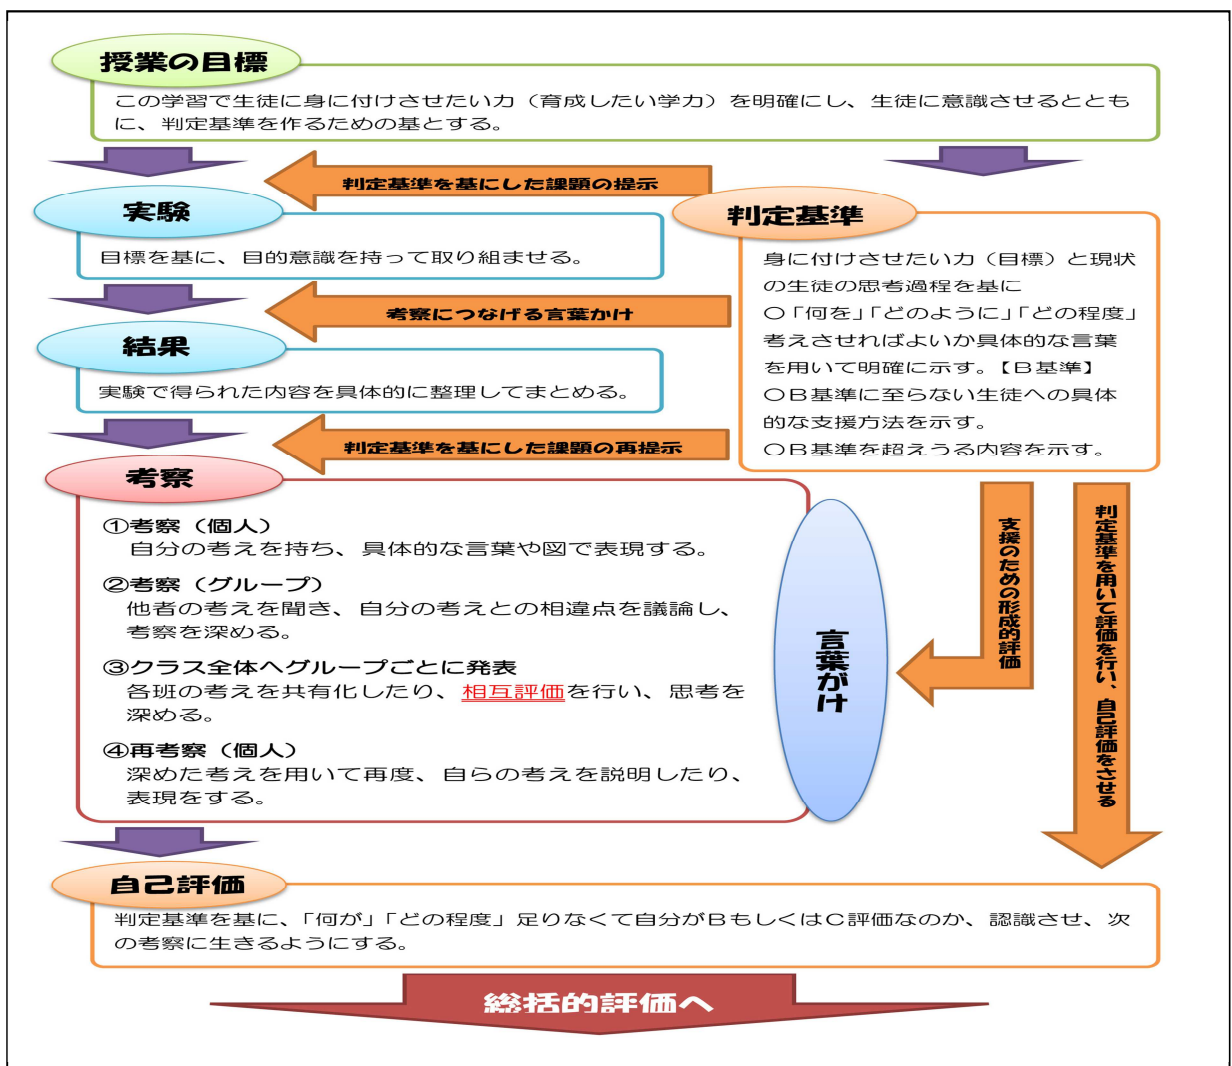 授業の目標
この学習で生徒に身に付けさせたい力（育成したい学力）を明確にし、生徒に意識させるととも
に、判定基準を作るための基とする。
判定基準を基にした課題の提示
実験
目標を基に、目的意識を持って取り組ませる。
判定基準
身に付けさせたい力（目標）と現状
の生徒の思考過程を基に
○「何を」「どのように」「どの程度」
考えさせればよいか具体的な言葉
を用いて明確に示す。【Ｂ基準】
○Ｂ基準に至らない生徒への具体
的な支援方法を示す。
○Ｂ基準を超えうる内容を示す。
考察につなげる言葉かけ
結果
実験で得られた内容を具体的に整理してまとめる。
判定基準を基にした課題の再提示
考察
①考察（個人）
自分の考えを持ち、具体的な言葉や図で表現する。
②考察（グループ）
他者の考えを聞き、自分の考えとの相違点を議論し、
考察を深める。
③クラス全体へグループごとに発表
各班の考えを共有化したり、相互評価を行い、思考を
深める。
④再考察（個人）
深めた考えを用いて再度、自らの考えを説明したり、
表現をする。
言葉がけ
支援のための形成的評価
判定基準を用いて評価を行い、自己評価をさせる
自己評価
判定基準を基に、「何が」「どの程度」足りなくて自分がＢもしくはＣ評価なのか、認識させ、次
の考察に生きるようにする。
総括的評価へ